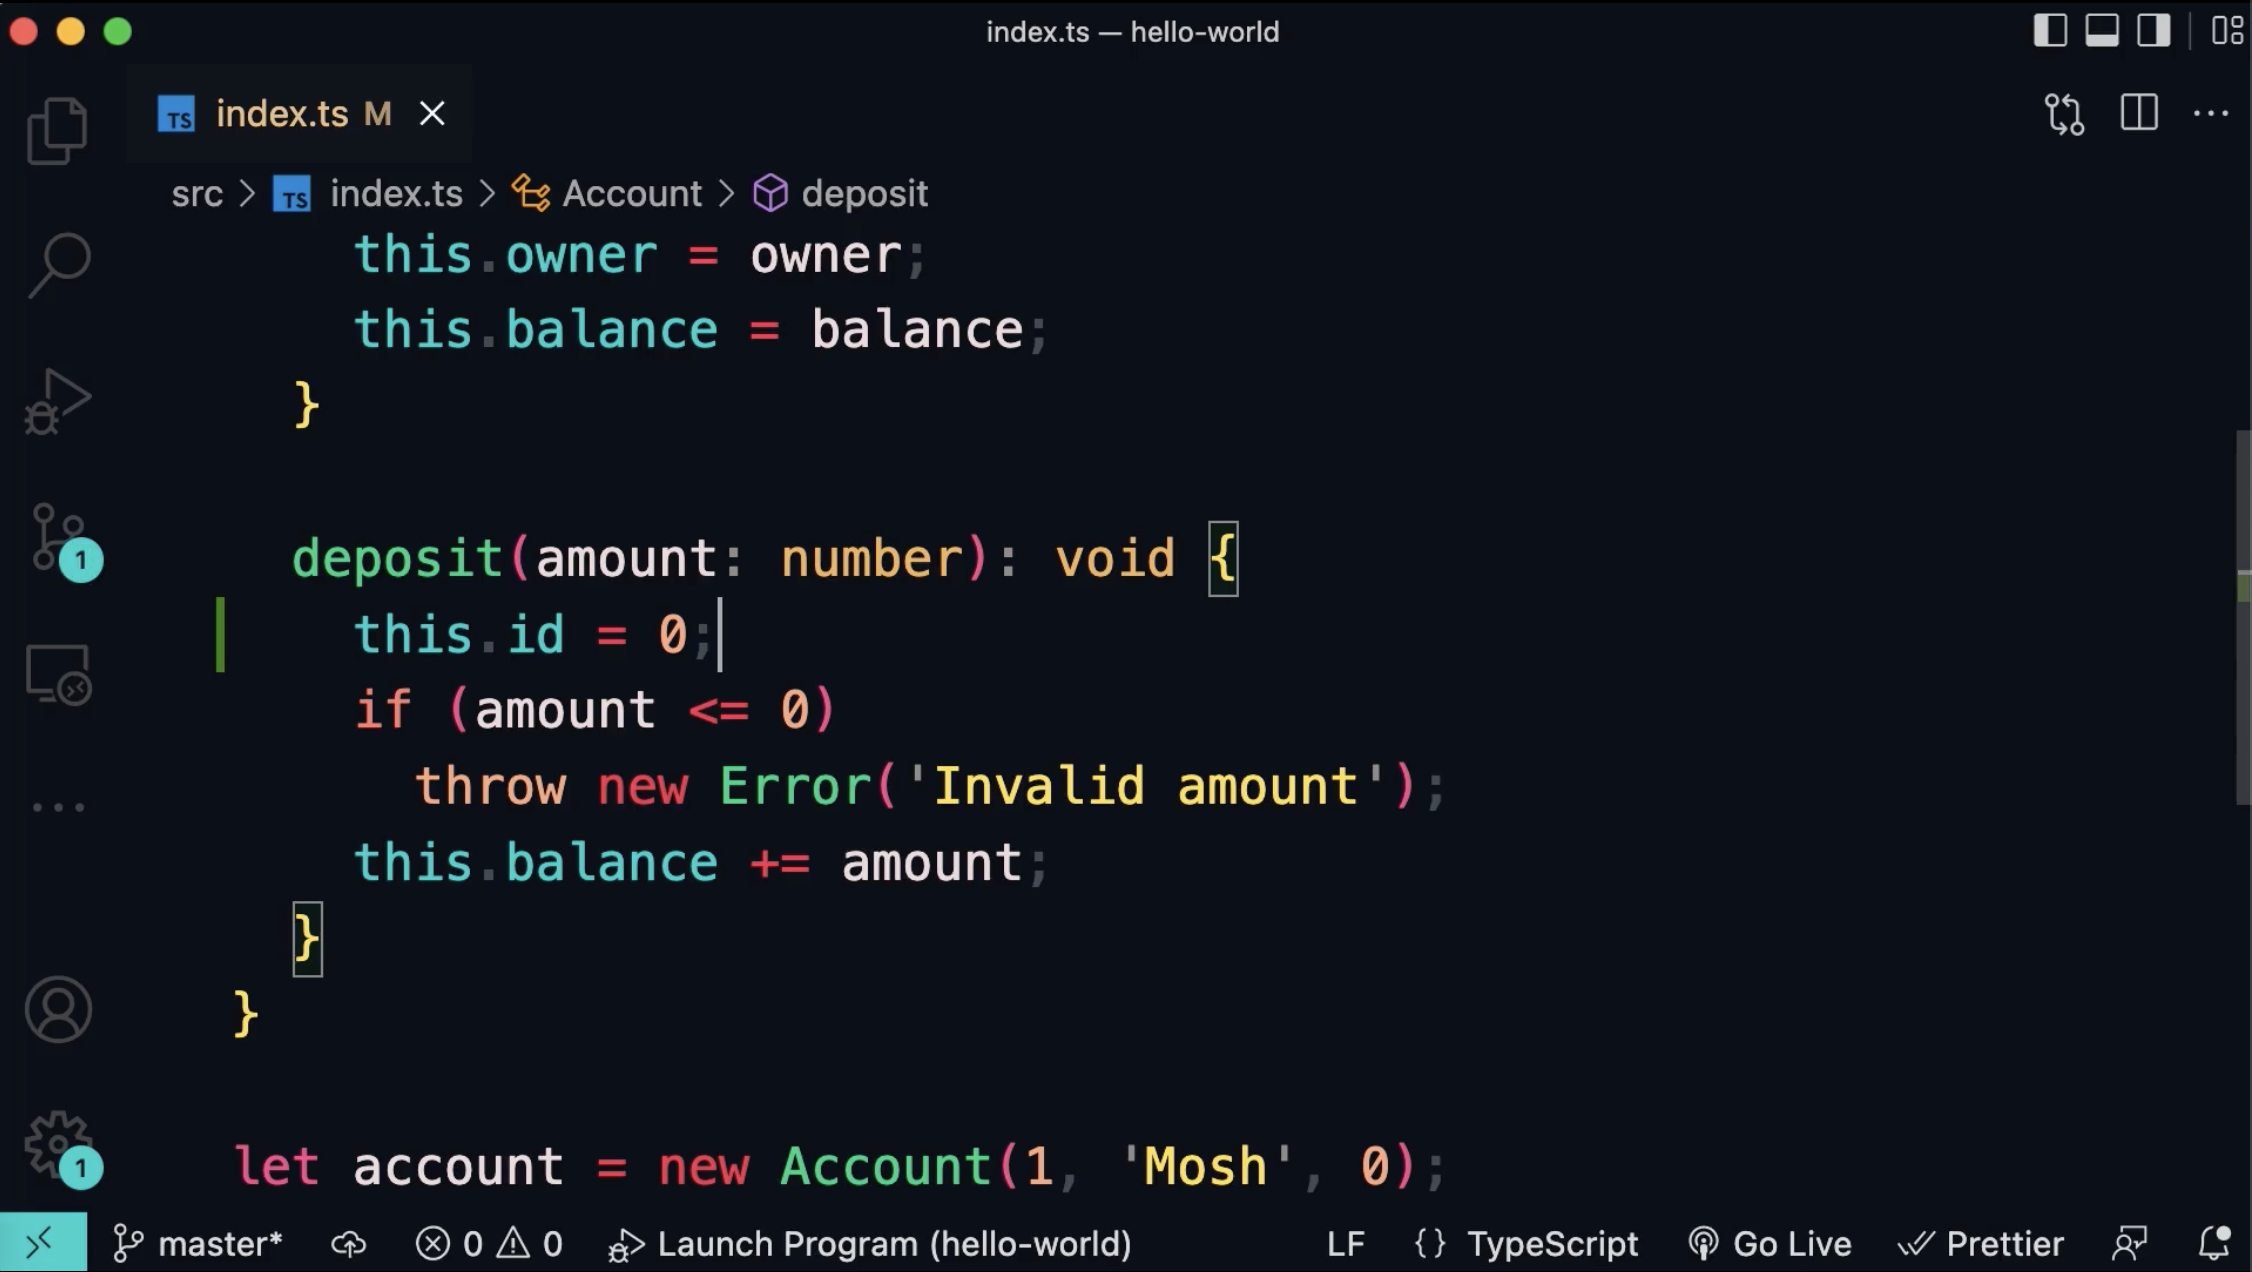 index.ts — hello-world
TS index.ts M
src > TS index.ts > Account > deposit
this.owner = owner;
this.balance = balance;
}
deposit(amount: number): void {
this.id = 0;
if (amount <= 0)
throw new Error('Invalid amount');
this.balance += amount;
}
}
let account = new Account(1, 'Mosh', 0);
1
1
master* 0 0 Launch Program (hello-world) LF {} TypeScript Go Live Prettier